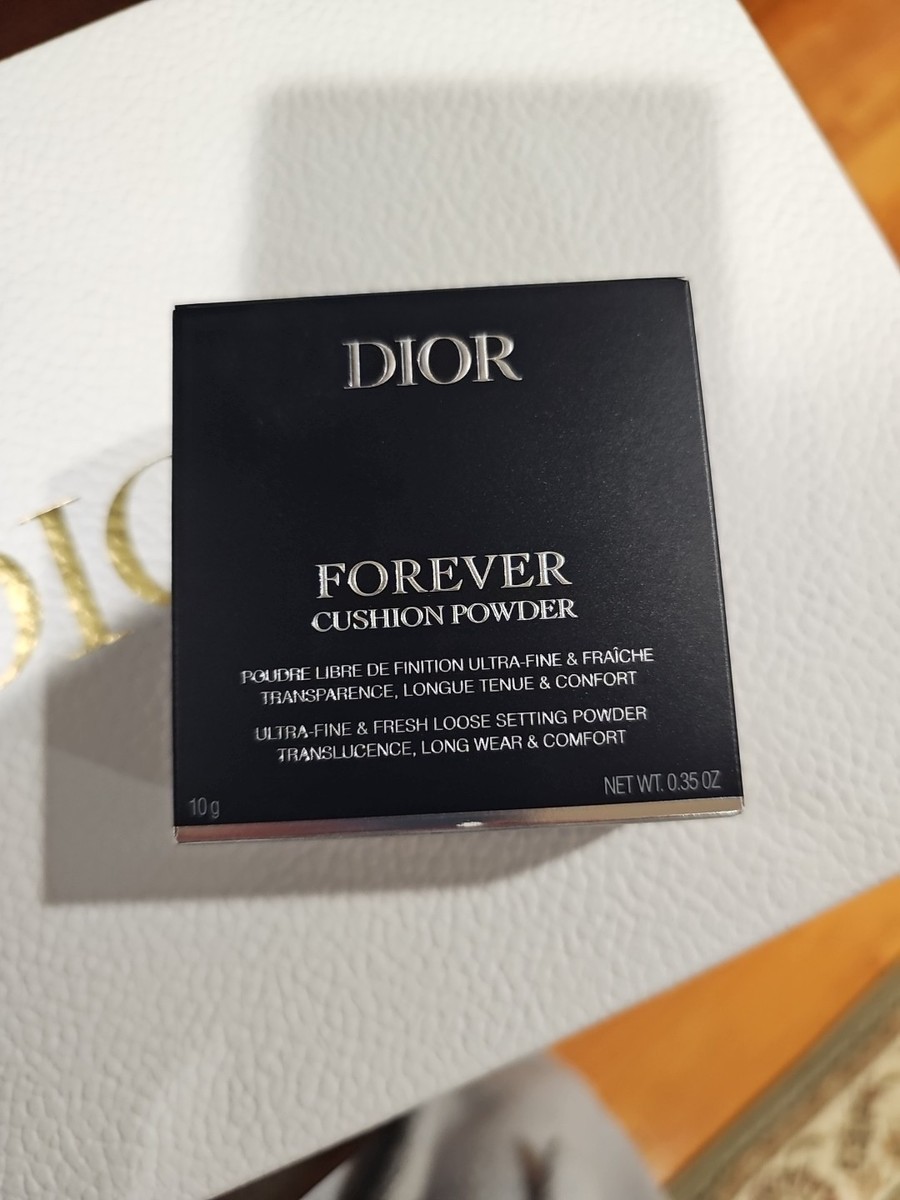 DIOR
DIO
FOREVER
CUSHION POWDER
POUDRE LIBRE DE FINITION ULTRA-FINE & FRAÎCHE
TRANSPARENCE, LONGUE TENUE & CONFORT
ULTRA-FINE & FRESH LOOSE SETTING POWDER
TRANSLUCENCE, LONG WEAR & COMFORT
10 g
NET WT. 0.35 OZ